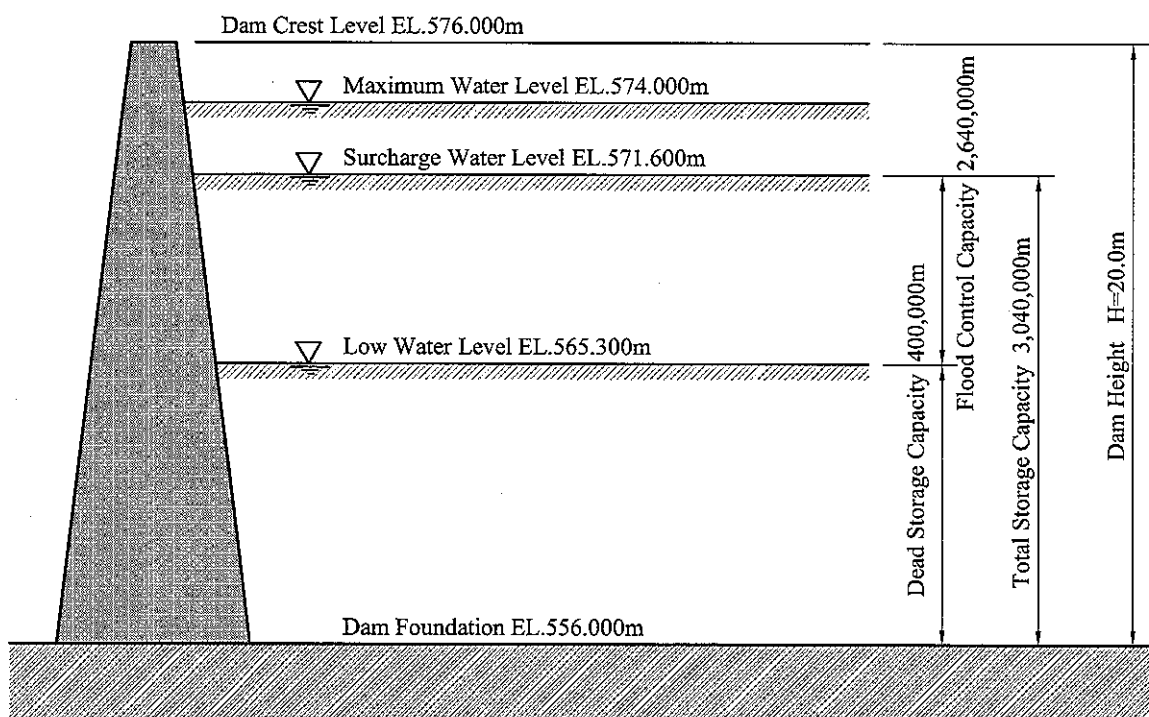 Dam Crest Level EL.576.000m
Maximum Water Level EL.574.000m
Surcharge Water Level EL.571.600m
Low Water Level EL.565.300m
Dam Foundation EL.556.000m
Dead Storage Capacity 400,000m
Flood Control Capacity 2,640,000m
Total Storage Capacity 3,040,000m
Dam Height H=20.0m